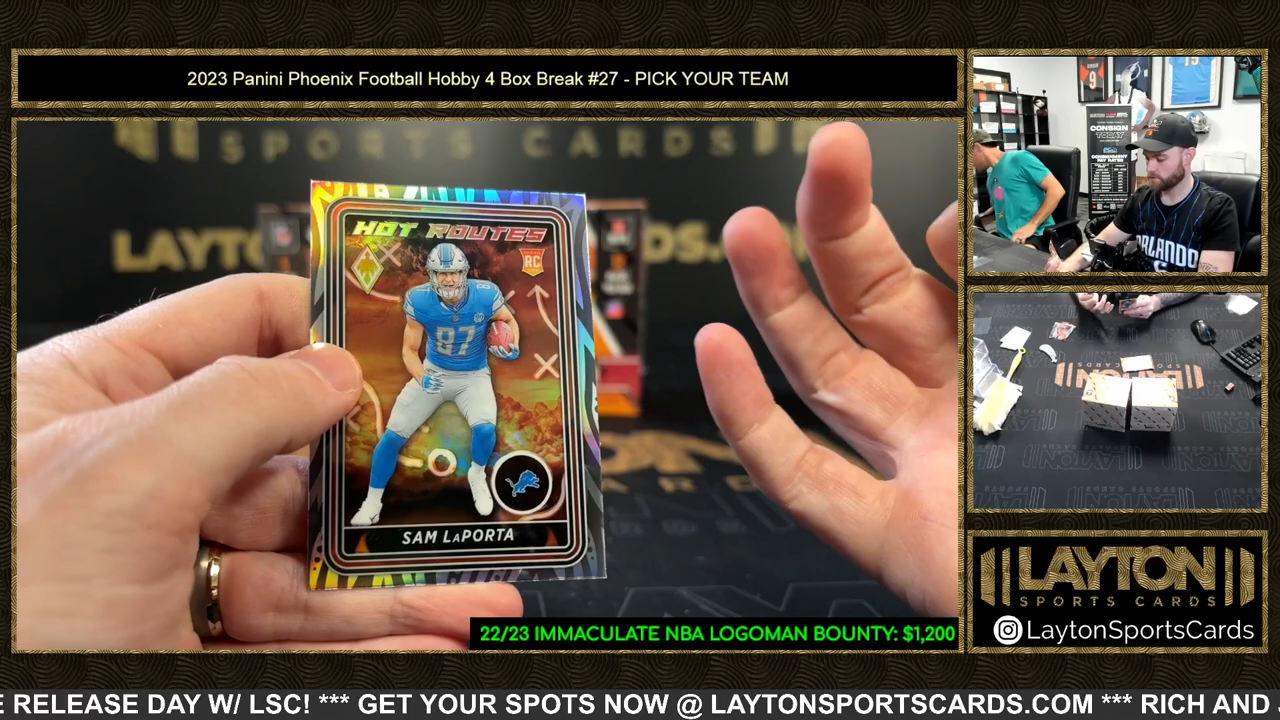 2023 Panini Phoenix Football Hobby 4 Box Break #27 - PICK YOUR TEAM
HOT ROUTES
RC
87
SAM LaPORTA
CONSIGN
TODAY
ORLANDO
LAYTON
SPORTS CARDS
LaytonSportsCards
22/23 IMMACULATE NBA LOGOMAN BOUNTY: $1,200
E RELEASE DAY W/ LSC! *** GET YOUR SPOTS NOW @ LAYTONSPORTSCARDS.COM *** RICH AND